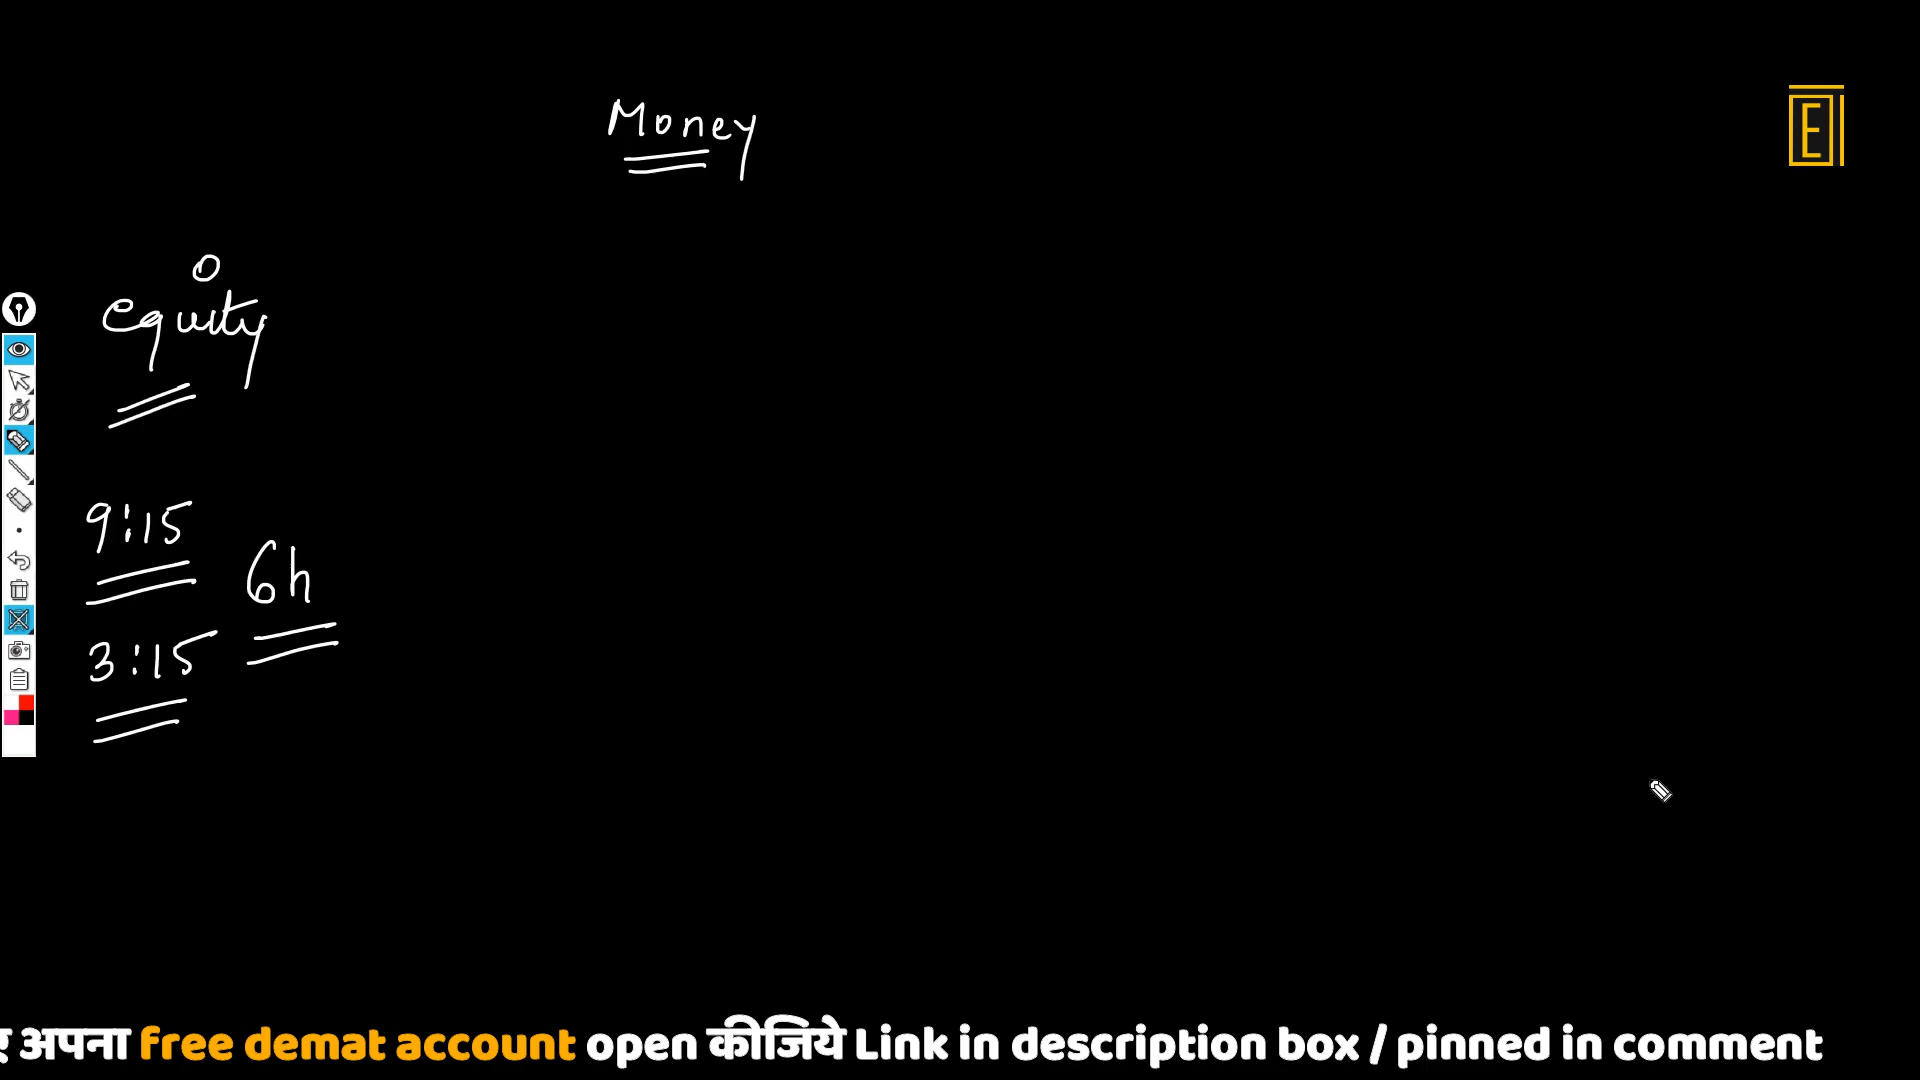 Money
E
equity
9:15
6h
3:15
अपना free demat account open कीजिये Link in description box / pinned in comment